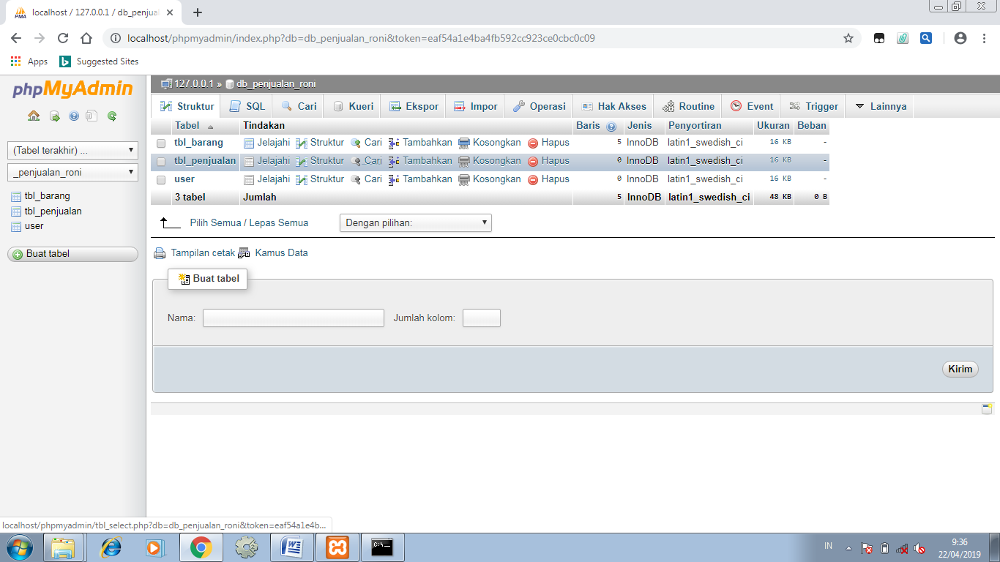 localhost / 127.0.0.1 / db_penjual
localhost/phpmyadmin/index.php?db=db_penjualan_roni&token=eaf54a1e4ba4fb592cc923ce0cbc0c09
Apps Suggested Sites
phpMyAdmin
(Tabel terakhir) ...
_penjualan_roni
tbl_barang
tbl_penjualan
user
Buat tabel
127.0.0.1 » db_penjualan_roni
Struktur SQL Cari Kueri Ekspor Impor Operasi Hak Akses Routine Event Trigger Lainnya
Tabel Tindakan Baris Jenis Penyortiran Ukuran Beban
tbl_barang Jelajahi Struktur Cari Tambahkan Kosongkan Hapus 5 InnoDB latin1_swedish_ci 16 KB -
tbl_penjualan Jelajahi Struktur Cari Tambahkan Kosongkan Hapus 0 InnoDB latin1_swedish_ci 16 KB -
user Jelajahi Struktur Cari Tambahkan Kosongkan Hapus 0 InnoDB latin1_swedish_ci 16 KB -
3 tabel Jumlah 5 InnoDB latin1_swedish_ci 48 KB 0 B
Pilih Semua / Lepas Semua Dengan pilihan:
Tampilan cetak Kamus Data
Buat tabel
Nama: Jumlah kolom:
Kirim
localhost/phpmyadmin/tbl_select.php?db=db_penjualan_roni&token=eaf54a1e4b...
IN
9:36
22/04/2019